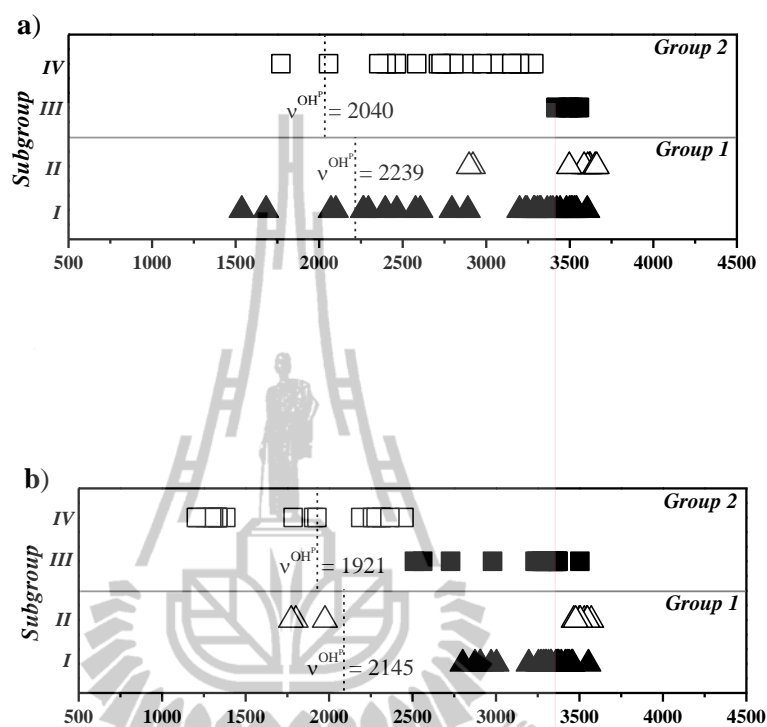 a)
Group 2
IV
III
ν^OH^P = 2040
Group 1
II
ν^OH^P = 2239
I
Subgroup
500 1000 1500 2000 2500 3000 3500 4000 4500
b)
Group 2
IV
III
ν^OH^P = 1921
Group 1
II
I
ν^OH^P = 2145
Subgroup
500 1000 1500 2000 2500 3000 3500 4000 4500